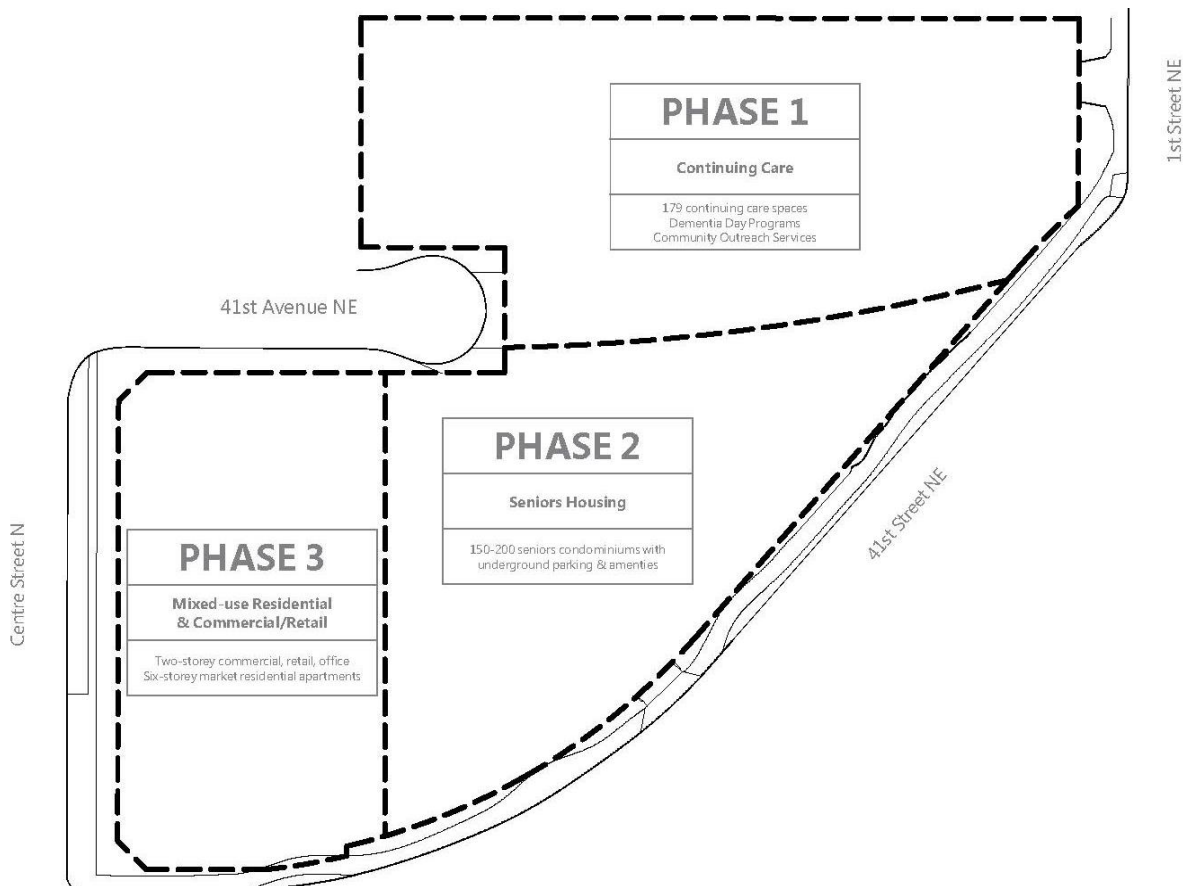 1st Street NE
PHASE 1
Continuing Care
179 continuing care spaces
Dementia Day Programs
Community Outreach Services
41st Avenue NE
PHASE 2
Seniors Housing
150-200 seniors condominiums with
underground parking & amenties
41st Street NE
Centre Street N
PHASE 3
Mixed-use Residential
& Commercial/Retail
Two-storey commercial, retail, office
Six-storey market residential apartments